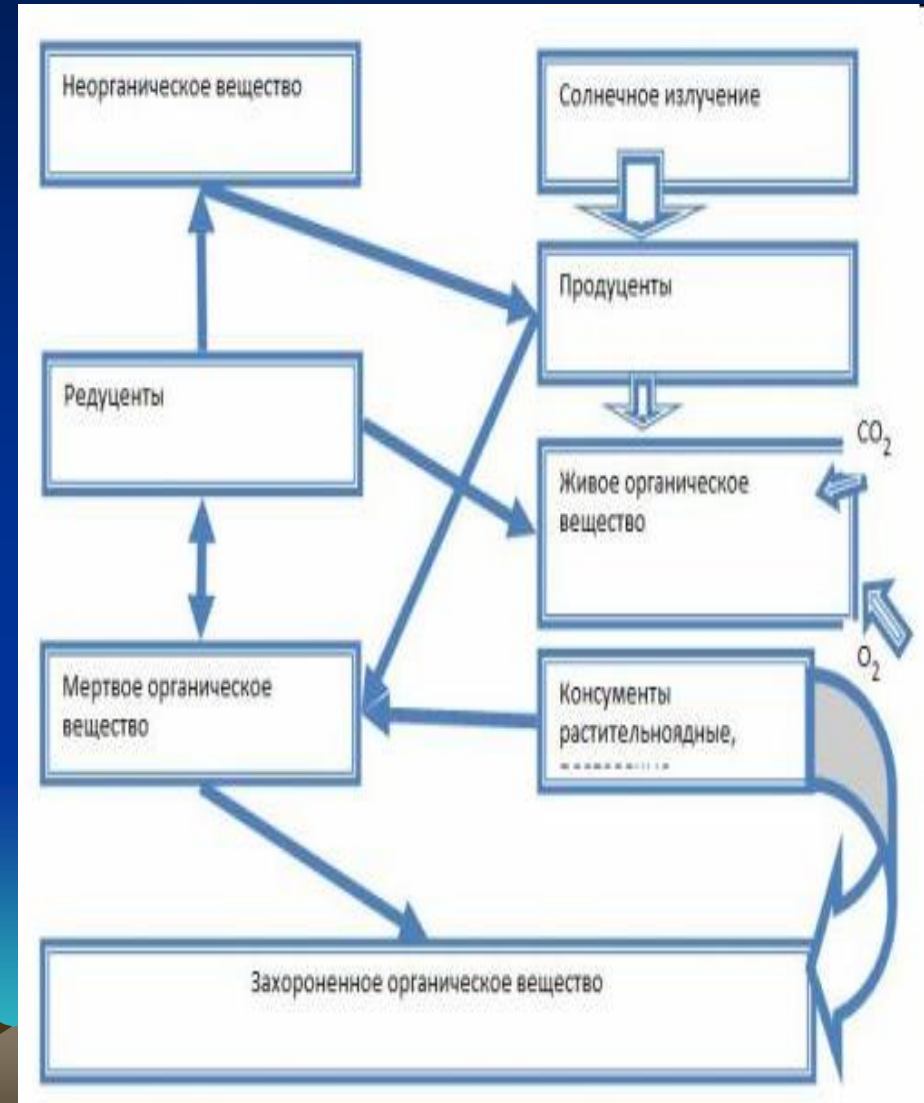 Неорганическое вещество
Солнечное излучение
Продуценты
Редуценты
CO₂
Живое органическое
вещество
O₂
Мертвое органическое
вещество
Консументы
растительноядные,
Захороненное органическое вещество